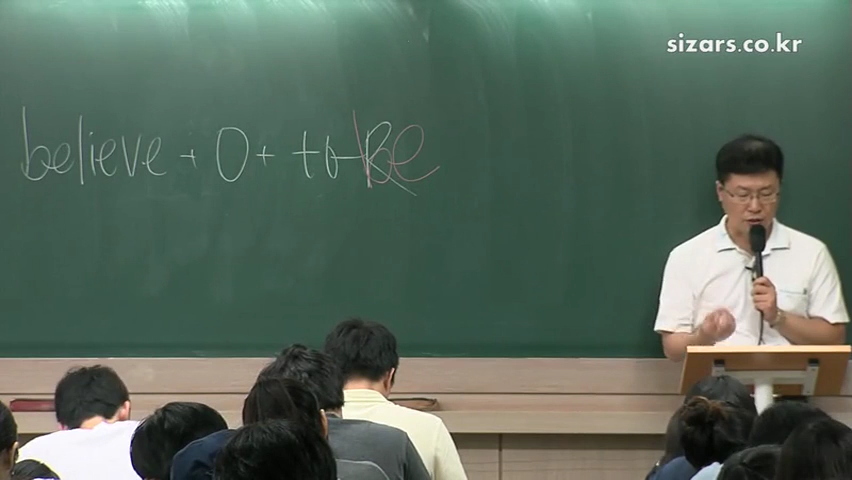 sizars.co.kr
believe + O + to be